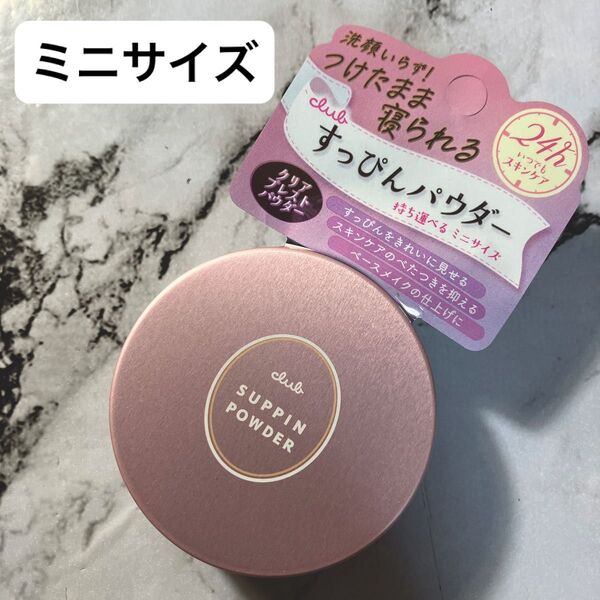 ミニサイズ
洗顔いらず!
つけたまま
寝られる
club
すっぴんパウダー
24h
いつでも
スキンケア
クリア
プレスト
パウダー
持ち運べる ミニサイズ
すっぴんをきれいに見せる
スキンケアのべたつきを抑える
ベースメイクの仕上げに
club
SUPPIN
POWDER